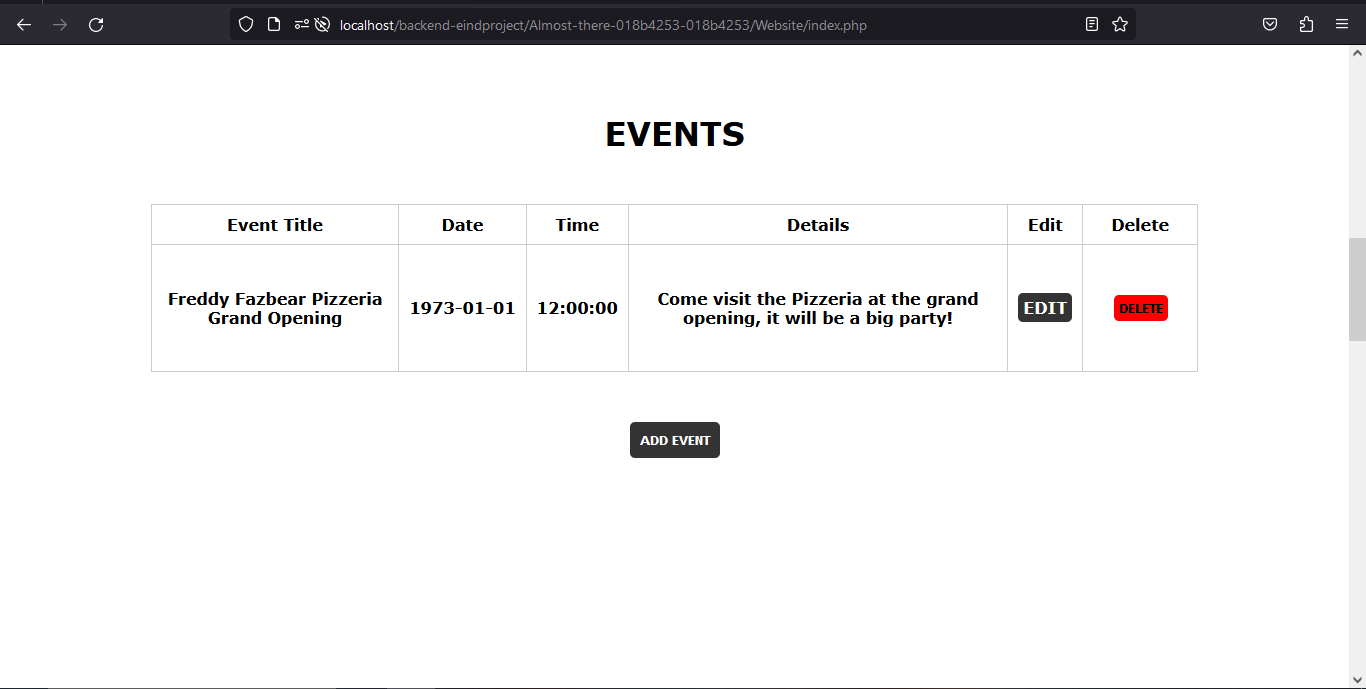 localhost/backend-eindproject/Almost-there-018b4253-018b4253/Website/index.php
EVENTS
Event Title Date Time Details Edit Delete
Freddy Fazbear Pizzeria
Grand Opening
1973-01-01
12:00:00
Come visit the Pizzeria at the grand
opening, it will be a big party!
EDIT
DELETE
ADD EVENT